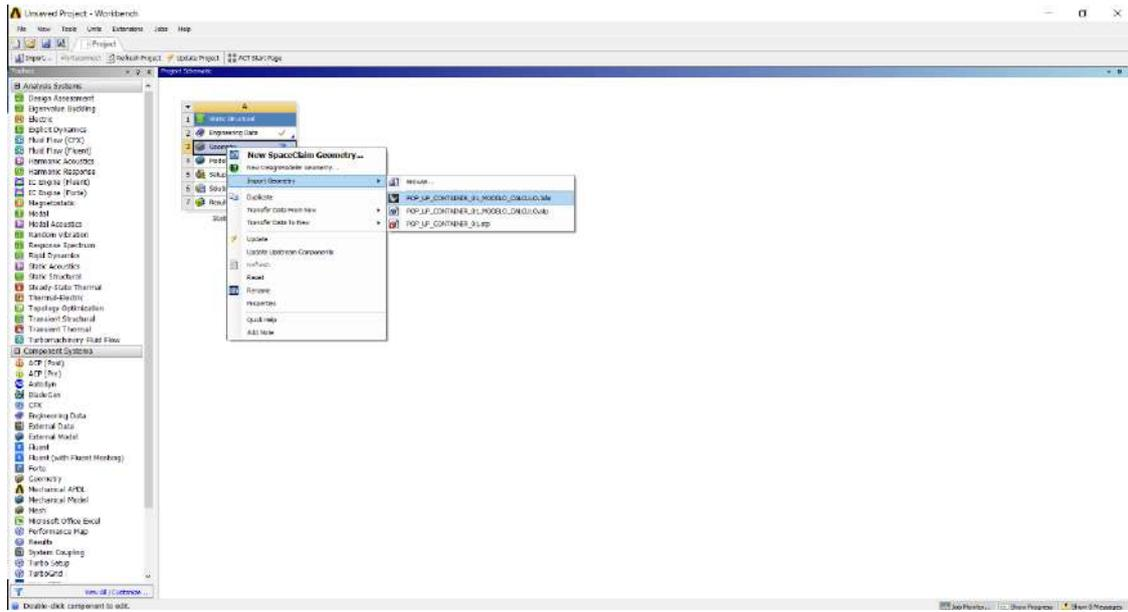 Unsaved Project - Workbench
File View Tools Units Extensions Jobs Help
Project
Import... Reconnect Refresh Project Update Project ACT Start Page
Toolbox
Project Schematic
Analysis Systems
Design Assessment
Eigenvalue Buckling
Electric
Explicit Dynamics
Fluid Flow (CFX)
Fluid Flow (Fluent)
Harmonic Acoustics
Harmonic Response
IC Engine (Fluent)
IC Engine (Forte)
Magnetostatic
Modal
Modal Acoustics
Random Vibration
Response Spectrum
Rigid Dynamics
Static Acoustics
Static Structural
Steady-State Thermal
Thermal-Electric
Topology Optimization
Transient Structural
Transient Thermal
Turbomachinery Fluid Flow
Component Systems
ACP (Post)
ACP (Pre)
Autodyn
BladeGen
CFX
Engineering Data
External Data
External Model
Fluent
Fluent (with Fluent Meshing)
Forte
Geometry
Mechanical APDL
Mechanical Model
Mesh
Microsoft Office Excel
Performance Map
Results
System Coupling
Turbo Setup
TurboGrid
View All / Customize...
A
1 Static Structural
2 Engineering Data
3 Geometry
4 Model
5 Setup
6
7
New SpaceClaim Geometry...
New DesignModeler Geometry...
Import Geometry
Duplicate
Transfer Data From New
Transfer Data To New
Update
Update Upstream Components
Refresh
Reset
Rename
Properties
Quick Help
Add Note
Browse...
POP_UP_CONTAINER_01.stp
Double-click component to edit.
Job Monitor... Show Progress Show 0 Messages